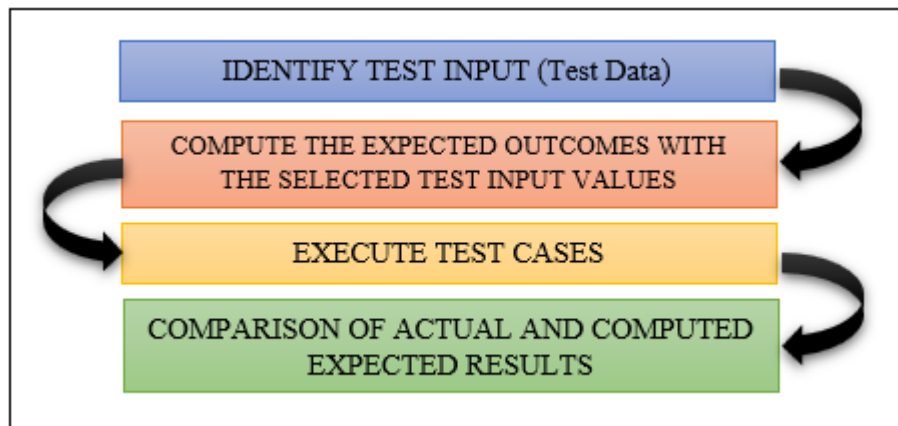 IDENTIFY TEST INPUT (Test Data)
COMPUTE THE EXPECTED OUTCOMES WITH
THE SELECTED TEST INPUT VALUES
EXECUTE TEST CASES
COMPARISON OF ACTUAL AND COMPUTED
EXPECTED RESULTS